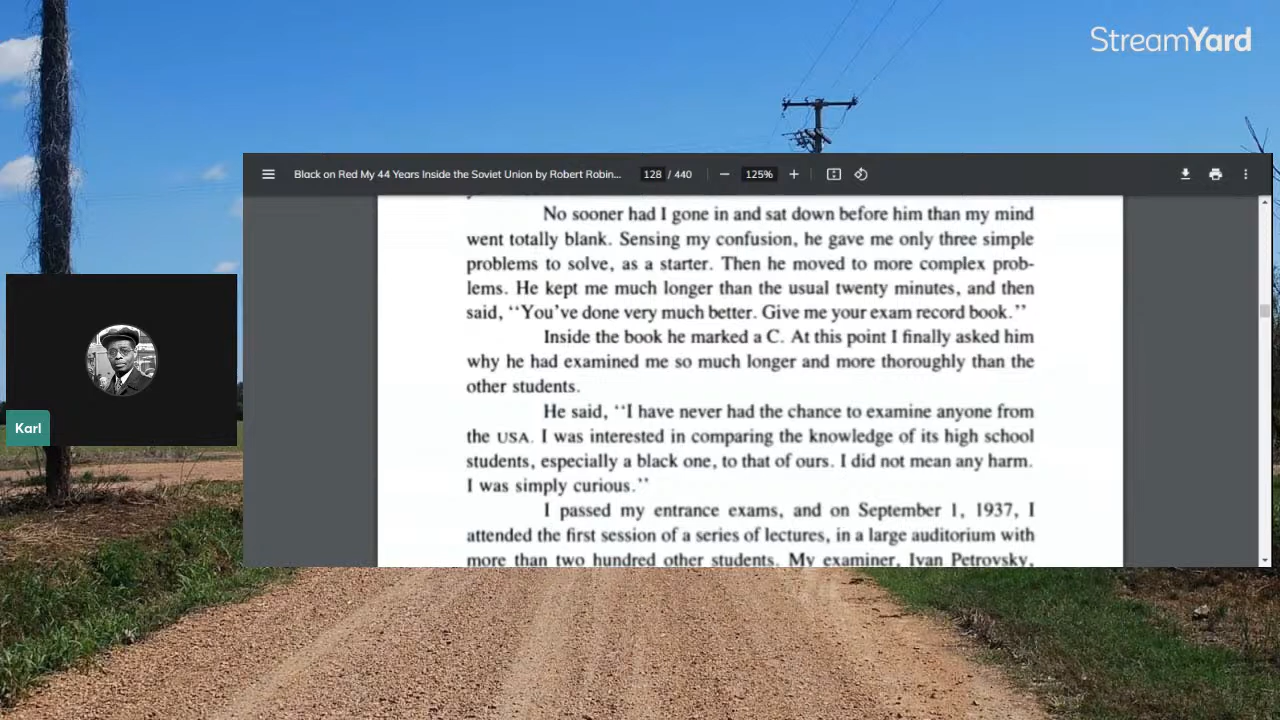 StreamYard
Black on Red My 44 Years Inside the Soviet Union by Robert Robin... 128 / 440 125%
No sooner had I gone in and sat down before him than my mind
went totally blank. Sensing my confusion, he gave me only three simple
problems to solve, as a starter. Then he moved to more complex prob-
lems. He kept me much longer than the usual twenty minutes, and then
said, ‘‘You’ve done very much better. Give me your exam record book.’’
Inside the book he marked a C. At this point I finally asked him
why he had examined me so much longer and more thoroughly than the
other students.
He said, ‘‘I have never had the chance to examine anyone from
the USA. I was interested in comparing the knowledge of its high school
students, especially a black one, to that of ours. I did not mean any harm.
I was simply curious.’’
I passed my entrance exams, and on September 1, 1937, I
attended the first session of a series of lectures, in a large auditorium with
more than two hundred other students. My examiner, Ivan Petrovsky,
Karl